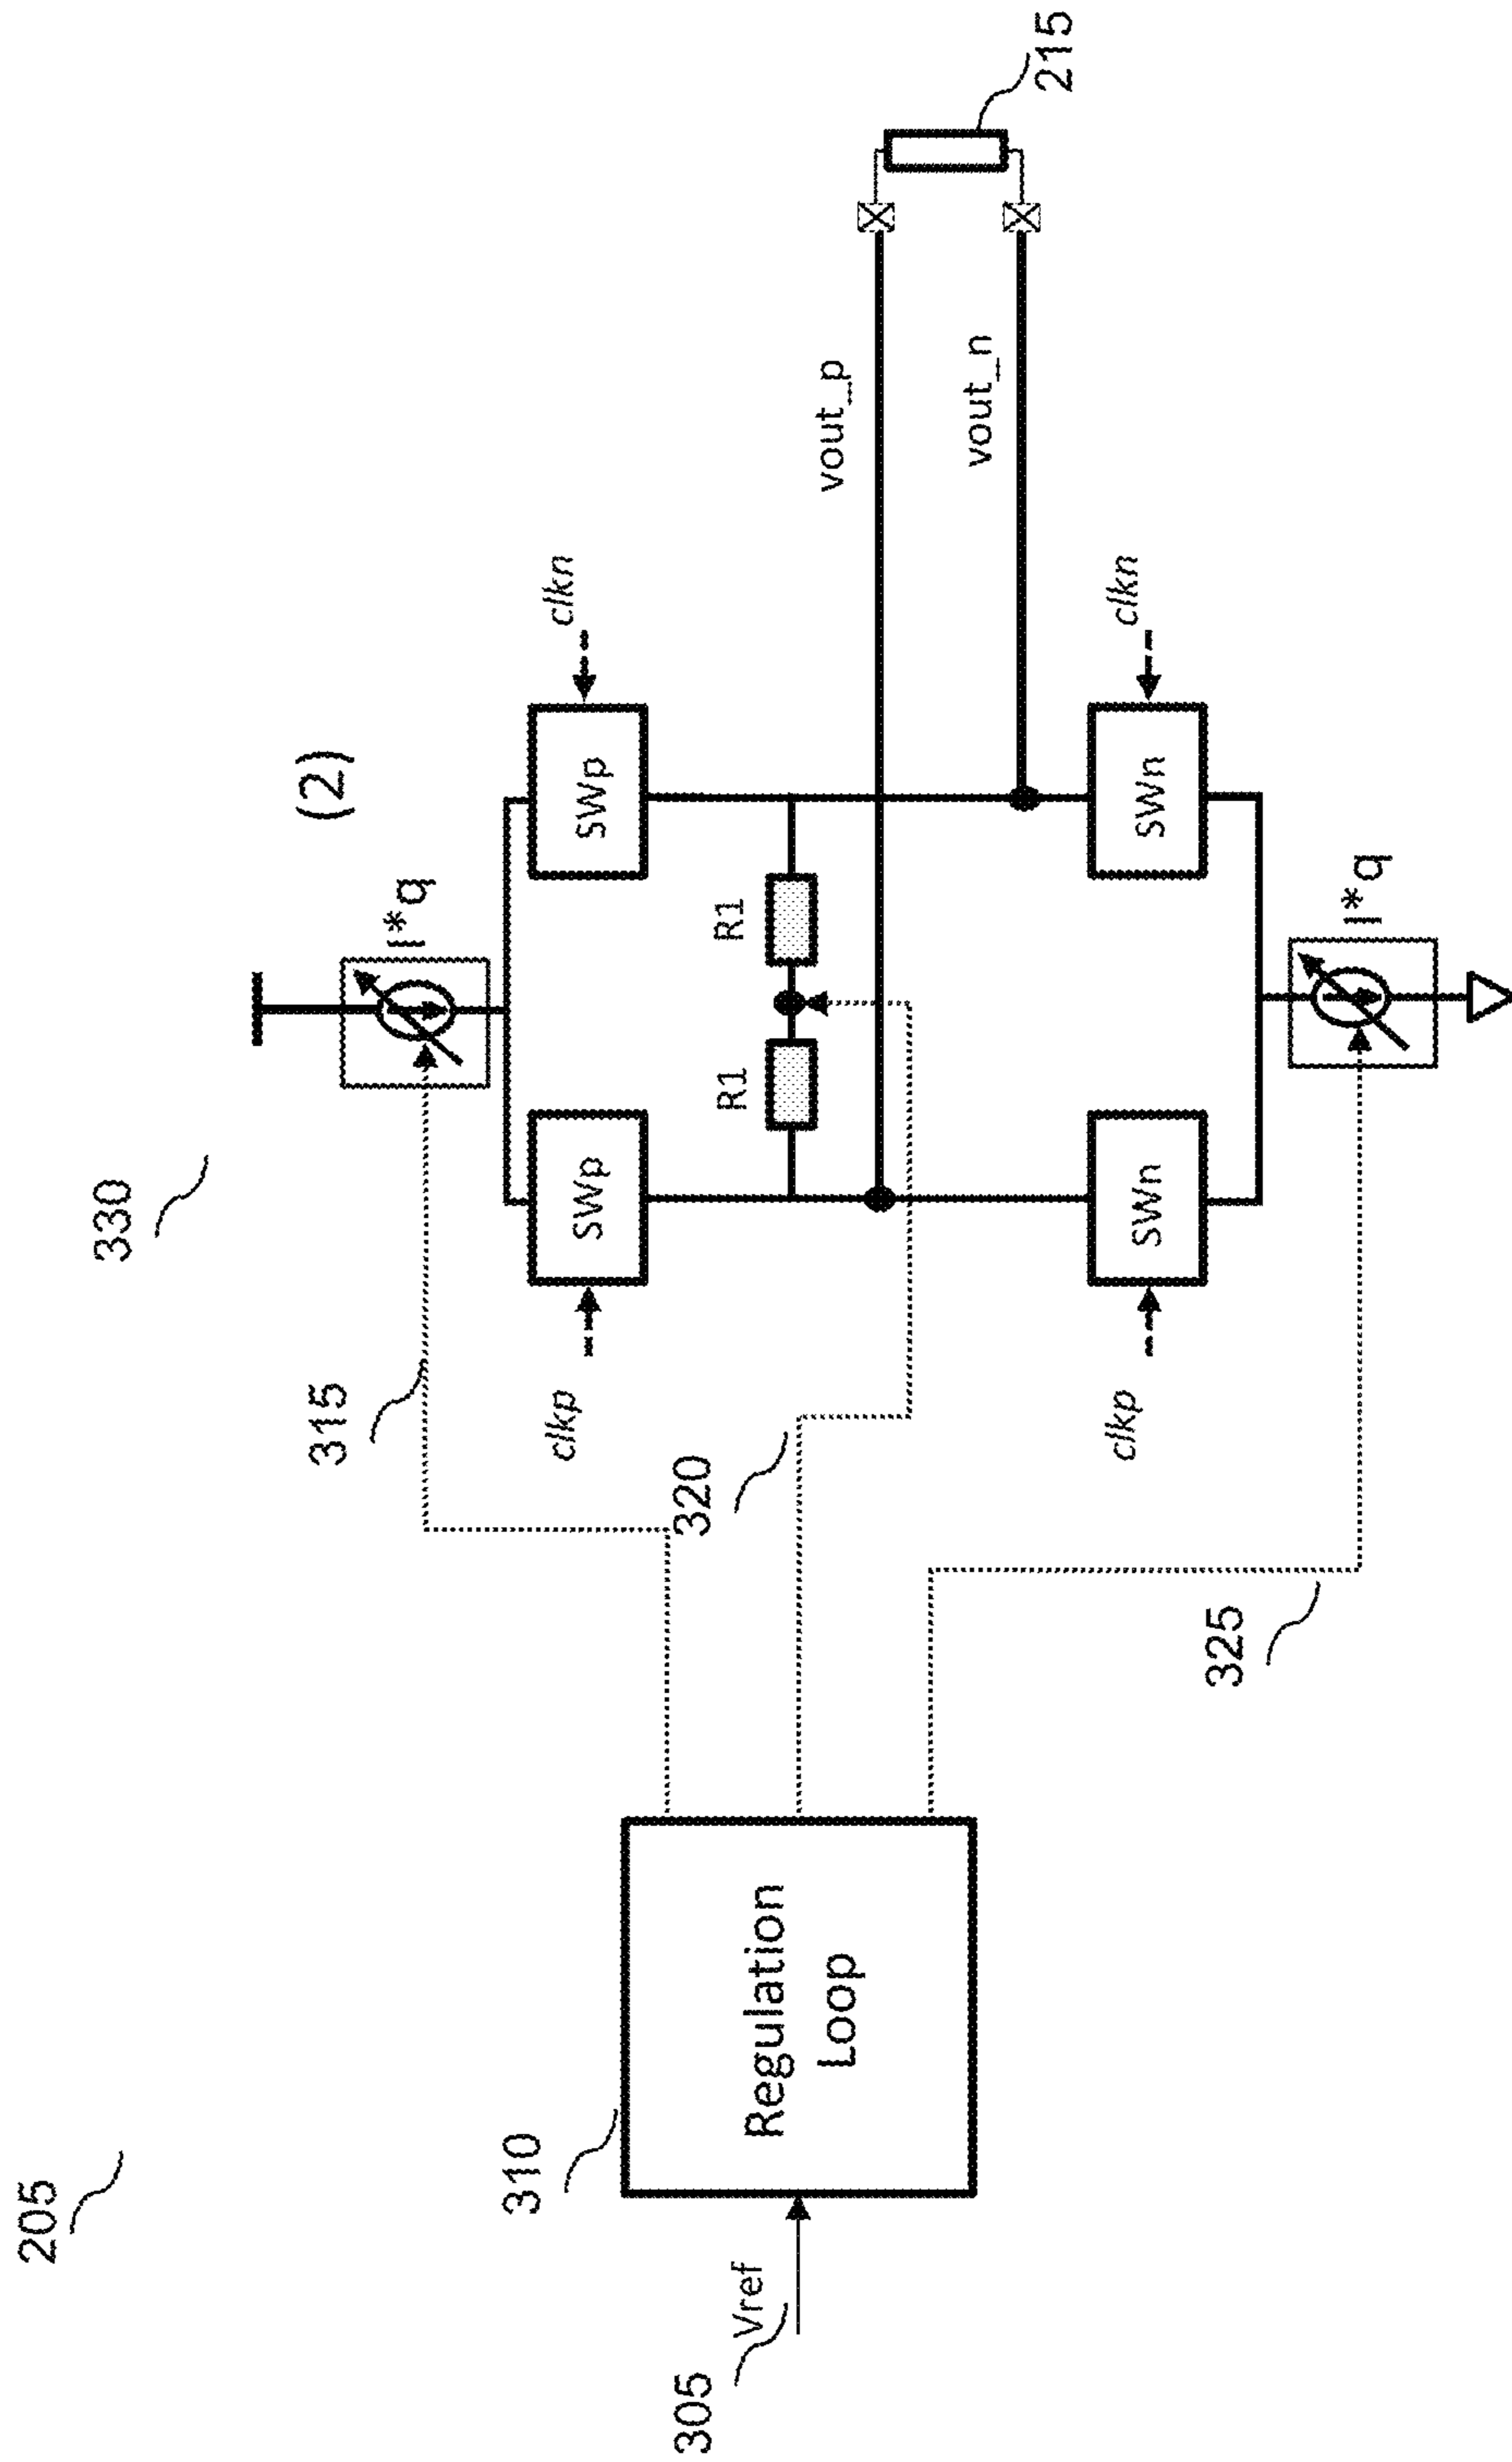 205
330
(2)
I*q
315
clkp
SWp
SWp
clkn
R1
R1
320
vout_p
vout_n
215
310
Regulation
Loop
Vref
305
325
clkp
SWn
SWn
clkn
I*q